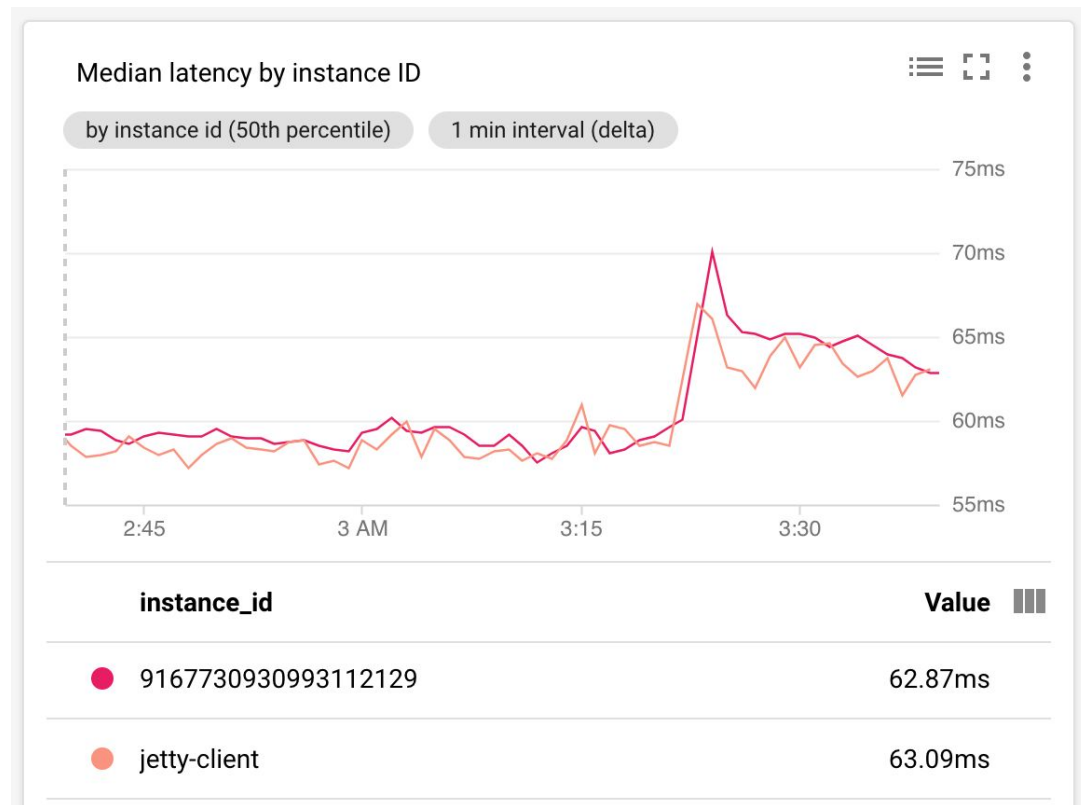 Median latency by instance ID
by instance id (50th percentile) 1 min interval (delta)
75ms
70ms
65ms
60ms
55ms
2:45 3 AM 3:15 3:30
instance_id Value
9167730930993112129 62.87ms
jetty-client 63.09ms